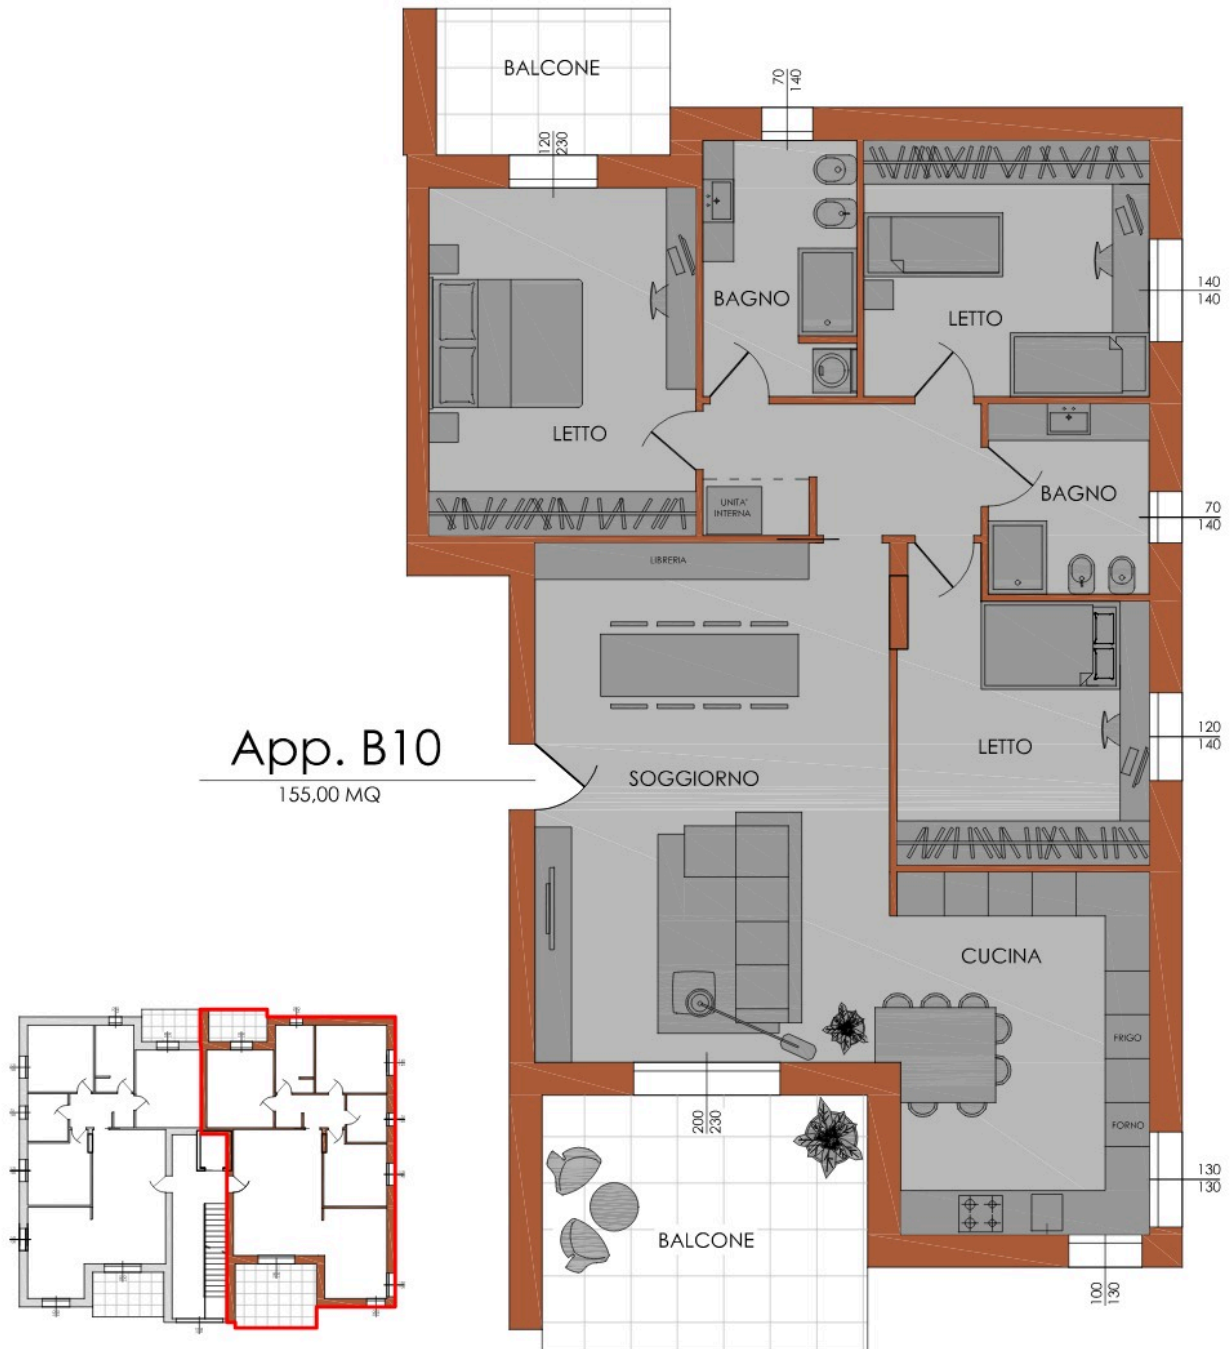 BALCONE
70
140
120
230
BAGNO
LETTO
140
140
LETTO
BAGNO
UNITA'
INTERNA
70
140
LIBRERIA
App. B10
155,00 MQ
SOGGIORNO
LETTO
120
140
CUCINA
FRIGO
FORNO
200
230
BALCONE
130
130
100
130